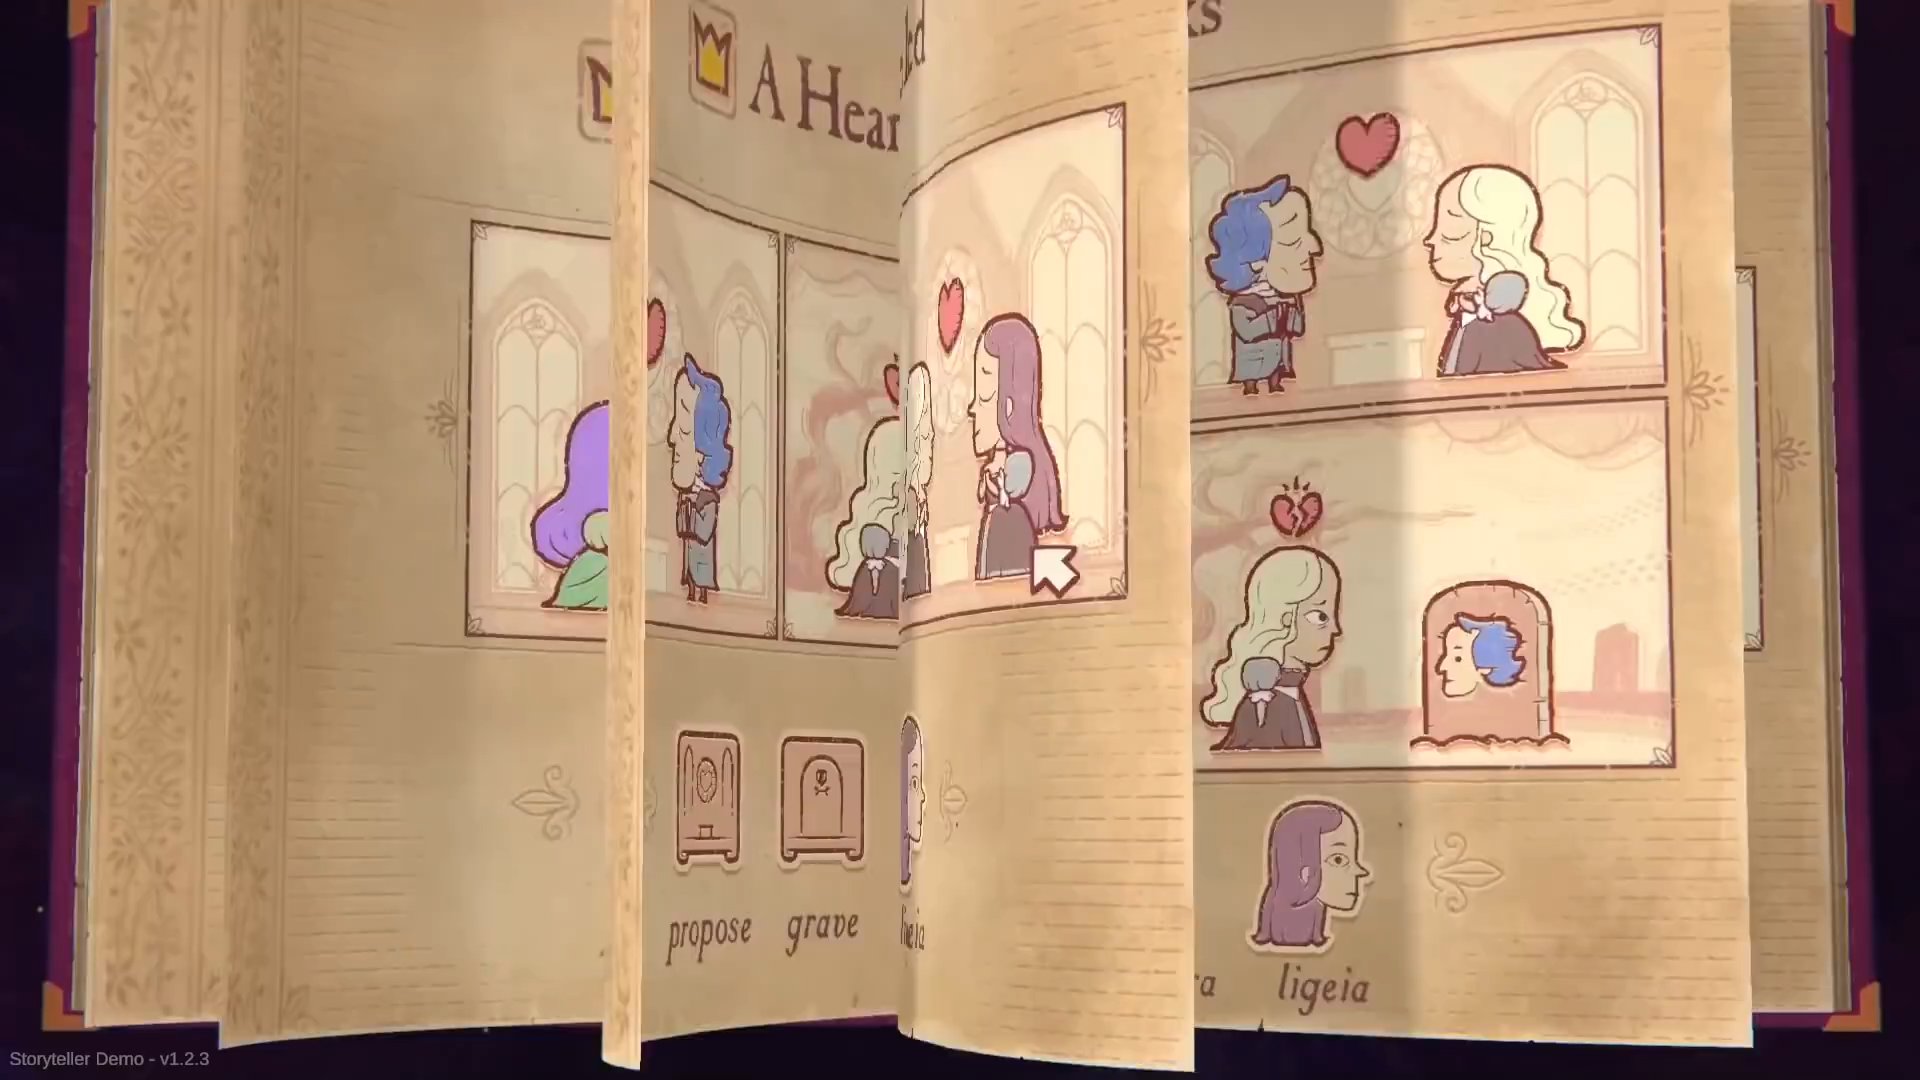 A Hear
propose
grave
ligeia
Storyteller Demo - v1.2.3